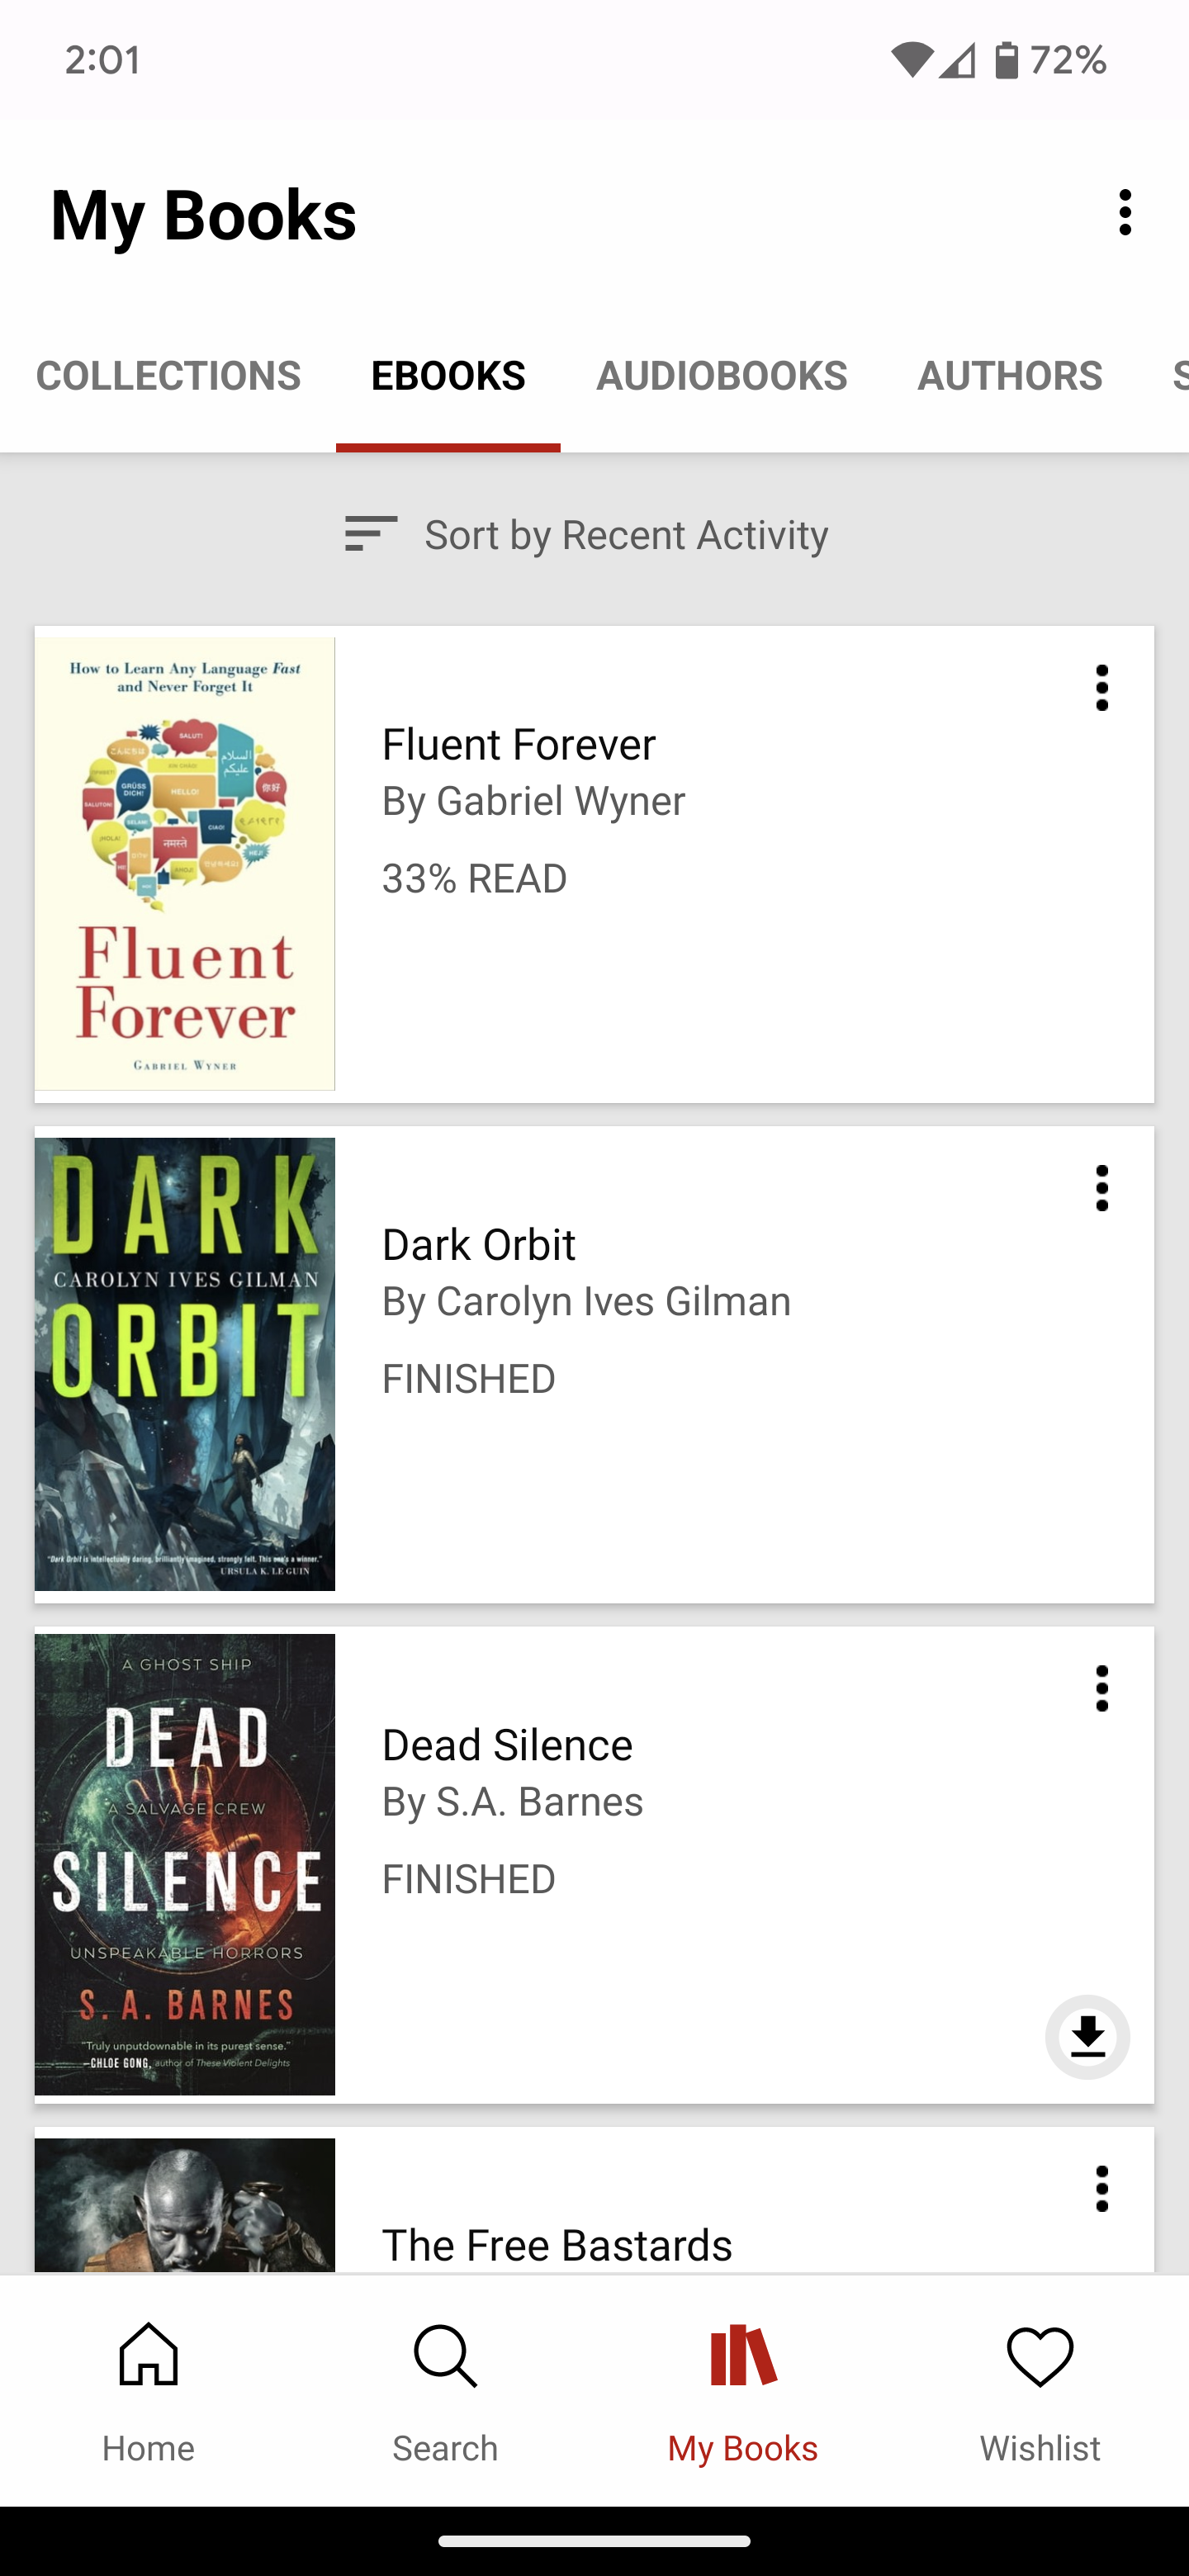 2:01
72%
My Books
COLLECTIONS
EBOOKS
AUDIOBOOKS
AUTHORS
S
Sort by Recent Activity
How to Learn Any Language Fast
and Never Forget It
SALUT!
こんにちは
السلام
عليكم
GRÜSS
DICH!
HELLO!
你好
SALUTON!
CIAO!
¡HOLA!
नमस्ते
HEJ!
Fluent
Forever
GABRIEL WYNER
Fluent Forever
By Gabriel Wyner
33% READ
DARK
CAROLYN IVES GILMAN
ORBIT
"Dark Orbit is intellectually daring, brilliantly imagined, strongly felt. This one's a winner."
URSULA K. LE GUIN
Dark Orbit
By Carolyn Ives Gilman
FINISHED
A GHOST SHIP
DEAD
A SALVAGE CREW
SILENCE
UNSPEAKABLE HORRORS
S. A. BARNES
"Truly unputdownable in its purest sense."
—CHLOE GONG, author of These Violent Delights
Dead Silence
By S.A. Barnes
FINISHED
The Free Bastards
Home
Search
My Books
Wishlist